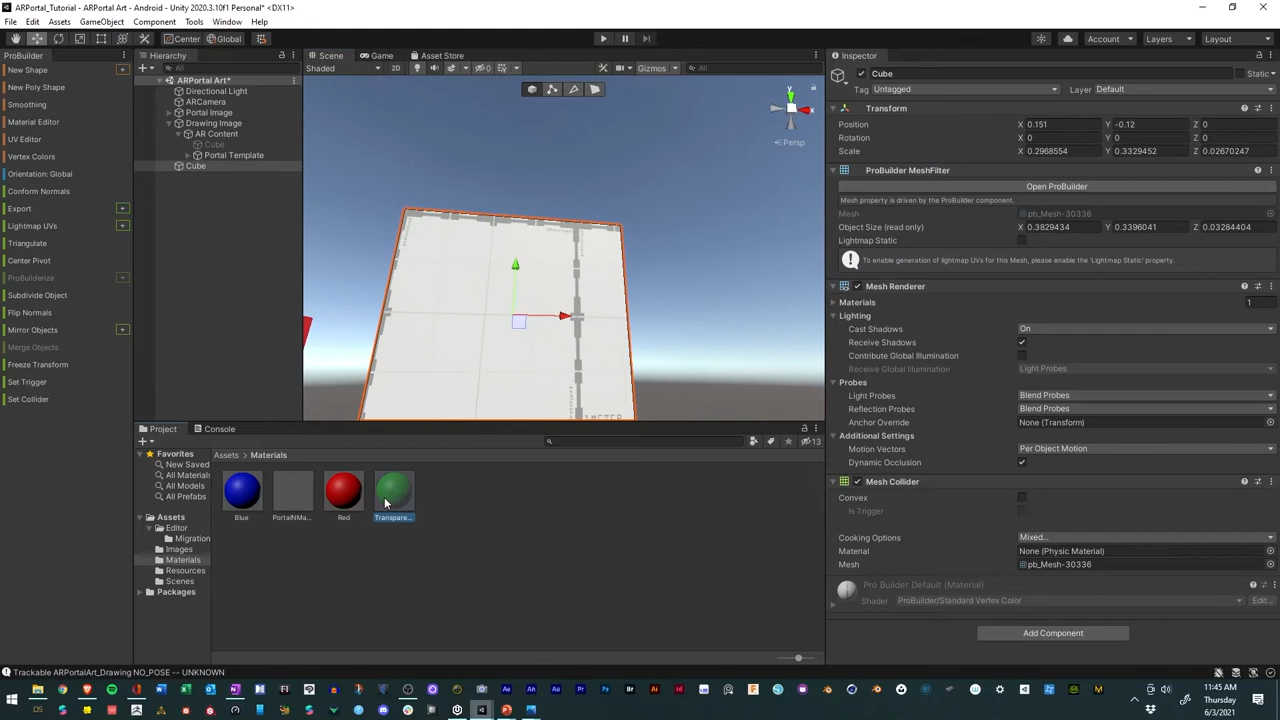 ARPortal_Tutorial - ARPortal Art - Android - Unity 2020.3.10f1 Personal* <DX11>
File Edit Assets GameObject Component Tools Window Help
Center Global Account Layers Layout
ProBuilder Hierarchy Scene Game Asset Store Inspector
New Shape All Shaded 2D 0 Gizmos All Cube Static
New Poly Shape ARPortal Art* Tag Untagged Layer Default
Smoothing Directional Light Transform
Material Editor ARCamera Position X 0.151 Y -0.12 Z 0
UV Editor Portal Image Rotation X 0 Y 0 Z 0
Vertex Colors Drawing Image Scale X 0.2968554 Y 0.3329452 Z 0.02670247
Orientation: Global AR Content Persp ProBuilder MeshFilter
Conform Normals Cube Open ProBuilder
Export Portal Template Mesh property is driven by the ProBuilder component.
Lightmap UVs Cube Mesh pb_Mesh-30336
Triangulate Object Size (read only) X 0.3829434 Y 0.3396041 Z 0.03284404
Center Pivot Lightmap Static
ProBuilderize To enable generation of lightmap UVs for this Mesh, please enable the 'Lightmap Static' property.
Subdivide Object Mesh Renderer
Flip Normals Materials 1
Mirror Objects Lighting
Merge Objects Cast Shadows On
Freeze Transform Receive Shadows
Set Trigger Contribute Global Illumination
Set Collider Receive Global Illumination Light Probes
Probes
Light Probes Blend Probes
Reflection Probes Blend Probes
Anchor Override None (Transform)
Project Console Additional Settings
13 Motion Vectors Per Object Motion
Favorites Assets Materials Dynamic Occlusion
New Saved Mesh Collider
All Materials Convex
All Models Is Trigger
All Prefabs Cooking Options Mixed...
Blue PortalNMa... Red Transpare... Material None (Physic Material)
Assets Mesh pb_Mesh-30336
Editor Pro Builder Default (Material)
Migration Shader ProBuilder/Standard Vertex Color Edit...
Images Add Component
Materials
Resources
Scenes
Packages
Trackable ARPortalArt_Drawing NO_POSE -- UNKNOWN
11:45 AM
Thursday
6/3/2021